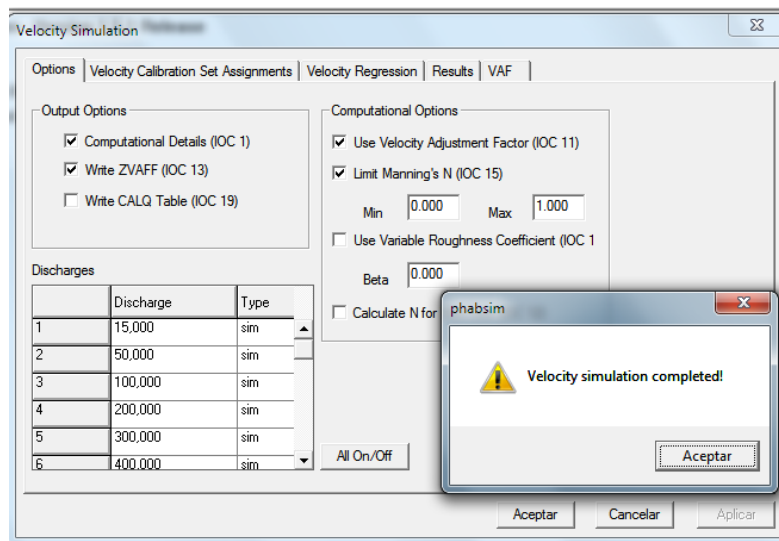 Release
Velocity Simulation
Options
Velocity Calibration Set Assignments
Velocity Regression
Results
VAF
Output Options
Computational Details (IOC 1)
Write ZVAFF (IOC 13)
Write CALQ Table (IOC 19)
Computational Options
Use Velocity Adjustment Factor (IOC 11)
Limit Manning's N (IOC 15)
Min 0.000 Max 1.000
Use Variable Roughness Coefficient (IOC 1
Beta 0.000
Calculate N for
Discharges
Discharge Type
1 15,000 sim
2 50,000 sim
3 100,000 sim
4 200,000 sim
5 300,000 sim
6 400,000 sim
All On/Off
phabsim
Velocity simulation completed!
Aceptar
Aceptar
Cancelar
Aplicar